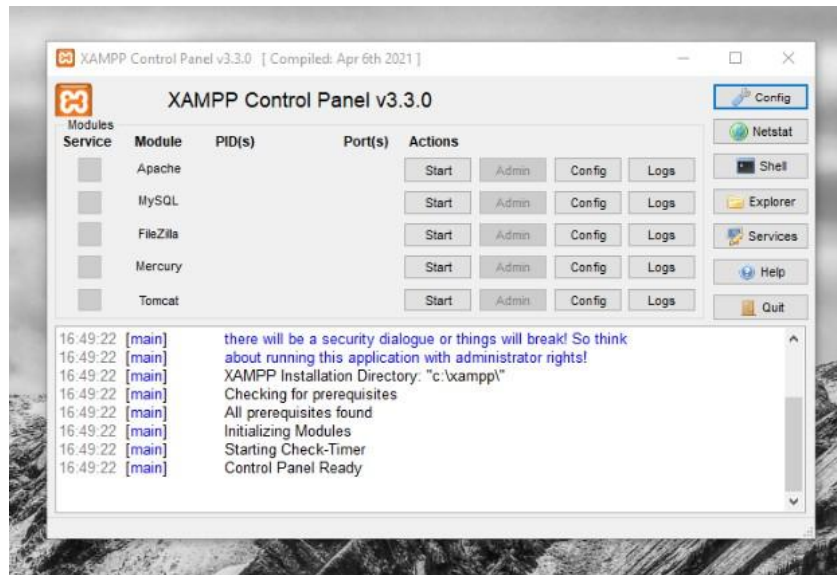 XAMPP Control Panel v3.3.0 [ Compiled: Apr 6th 2021 ]
XAMPP Control Panel v3.3.0
Config
Modules
Service Module PID(s) Port(s) Actions
Netstat
Apache Start Admin Config Logs
Shell
MySQL Start Admin Config Logs
Explorer
FileZilla Start Admin Config Logs
Services
Mercury Start Admin Config Logs
Help
Tomcat Start Admin Config Logs
Quit
16:49:22 [main] there will be a security dialogue or things will break! So think
16:49:22 [main] about running this application with administrator rights!
16:49:22 [main] XAMPP Installation Directory: "c:\xampp\"
16:49:22 [main] Checking for prerequisites
16:49:22 [main] All prerequisites found
16:49:22 [main] Initializing Modules
16:49:22 [main] Starting Check-Timer
16:49:22 [main] Control Panel Ready